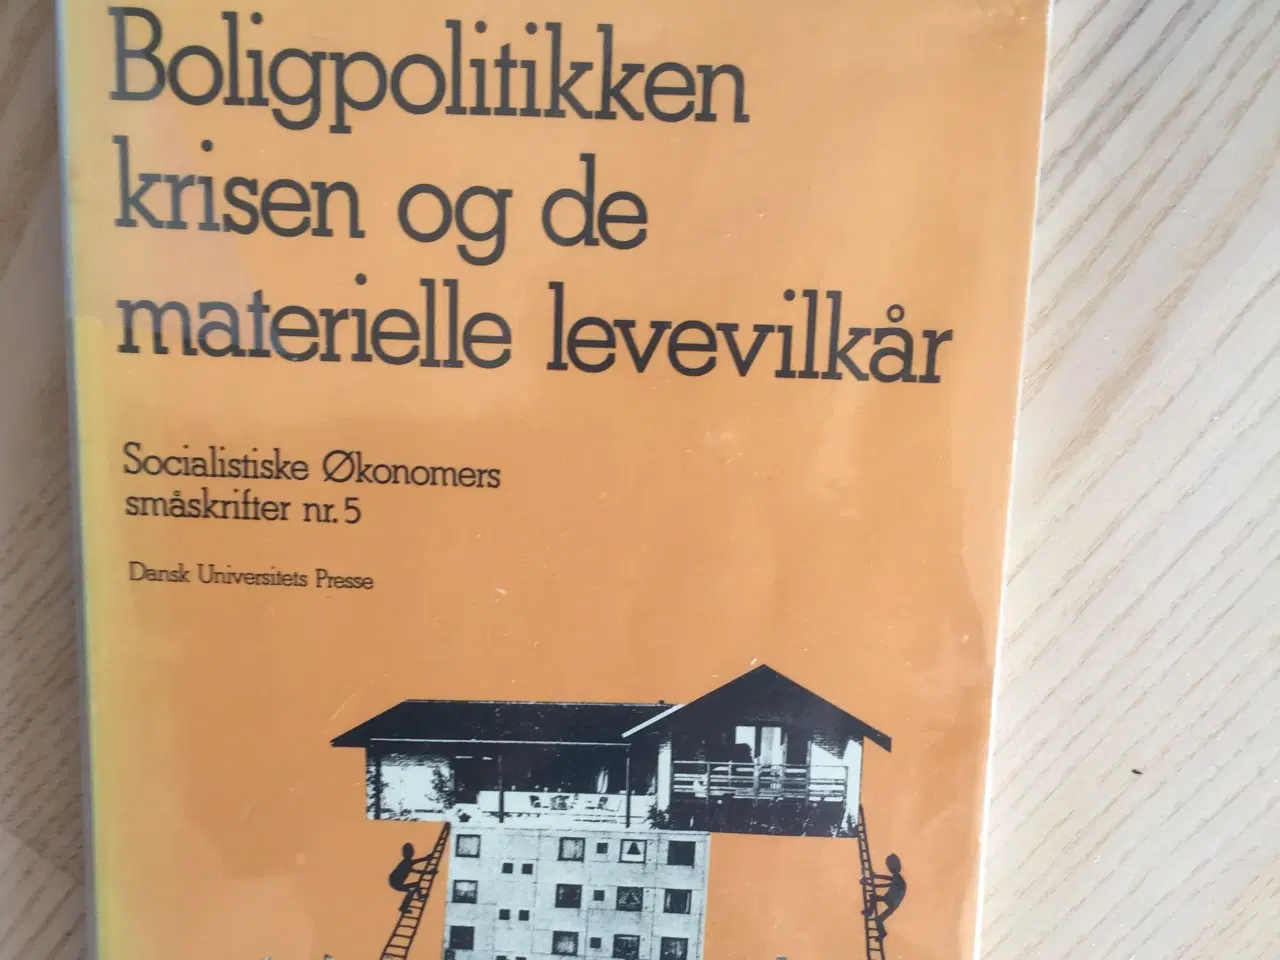 Boligpolitikken
krisen og de
materielle levevilkår
Socialistiske Økonomers
småskrifter nr. 5
Dansk Universitets Presse